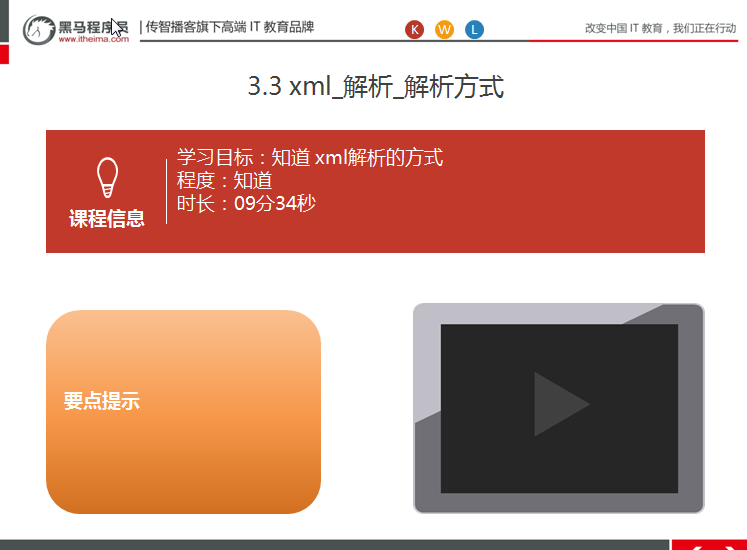 黑马程序员
www.itheima.com
传智播客旗下高端 IT 教育品牌
K W L
改变中国 IT 教育，我们正在行动
3.3 xml_解析_解析方式
课程信息
学习目标：知道 xml解析的方式
程度：知道
时长：09分34秒
要点提示